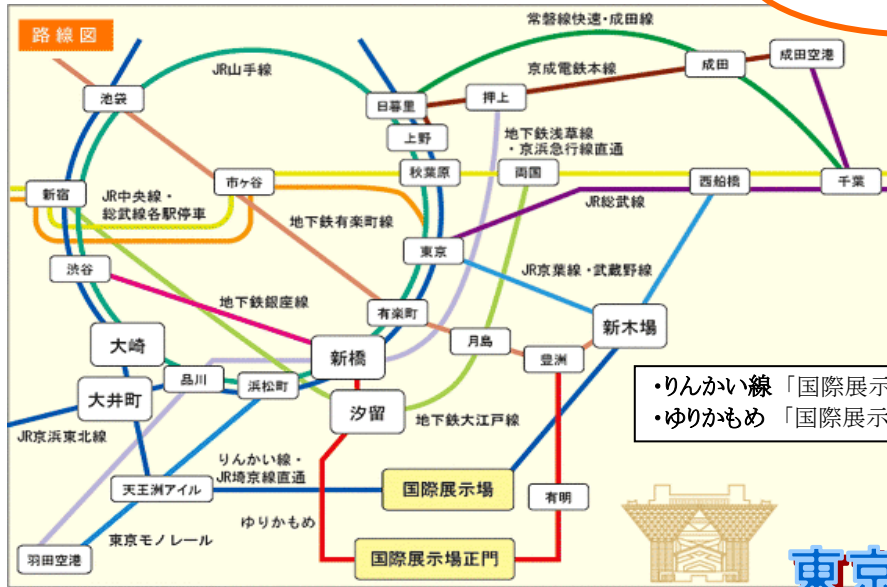 路線図
常磐線快速・成田線
JR山手線
京成電鉄本線
成田
成田空港
池袋
日暮里
押上
上野
地下鉄浅草線
・京浜急行線直通
秋葉原
両国
新宿
市ヶ谷
西船橋
千葉
JR中央線・
総武線各駅停車
JR総武線
地下鉄有楽町線
東京
渋谷
JR京葉線・武蔵野線
地下鉄銀座線
有楽町
新木場
大崎
新橋
月島
豊洲
品川
浜松町
大井町
汐留
・りんかい線「国際展示
・ゆりかもめ「国際展示
地下鉄大江戸線
JR京浜東北線
りんかい線・
JR埼京線直通
天王洲アイル
国際展示場
有明
ゆりかもめ
東京モノレール
羽田空港
国際展示場正門
東京